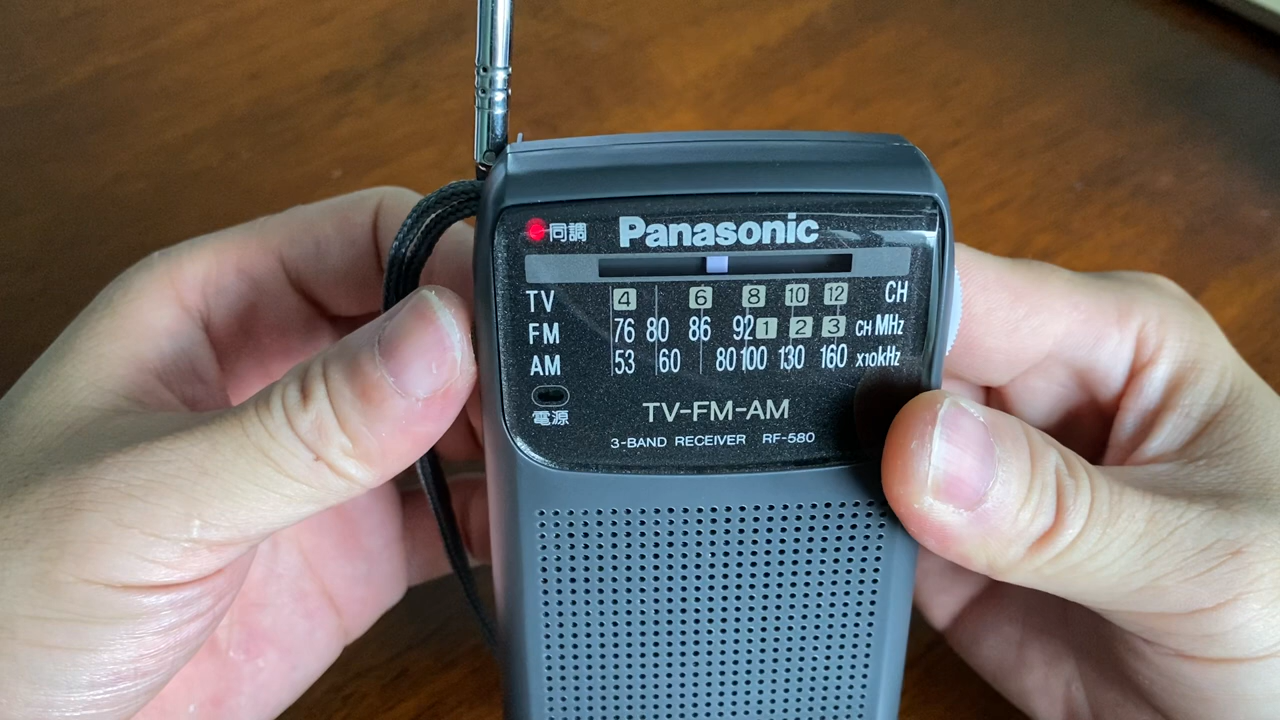 同調 Panasonic
TV 4 6 8 10 12 CH
FM 76 80 86 92 1 2 3 CH MHz
AM 53 60 80 100 130 160 x10kHz
電源
TV-FM-AM
3-BAND RECEIVER RF-580